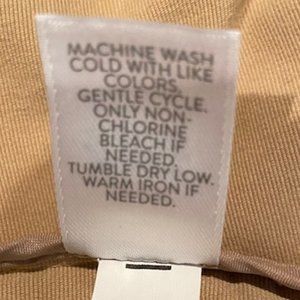 MACHINE WASH
COLD WITH LIKE
COLORS.
GENTLE CYCLE.
ONLY NON-
CHLORINE
BLEACH IF
NEEDED.
TUMBLE DRY LOW.
WARM IRON IF
NEEDED.